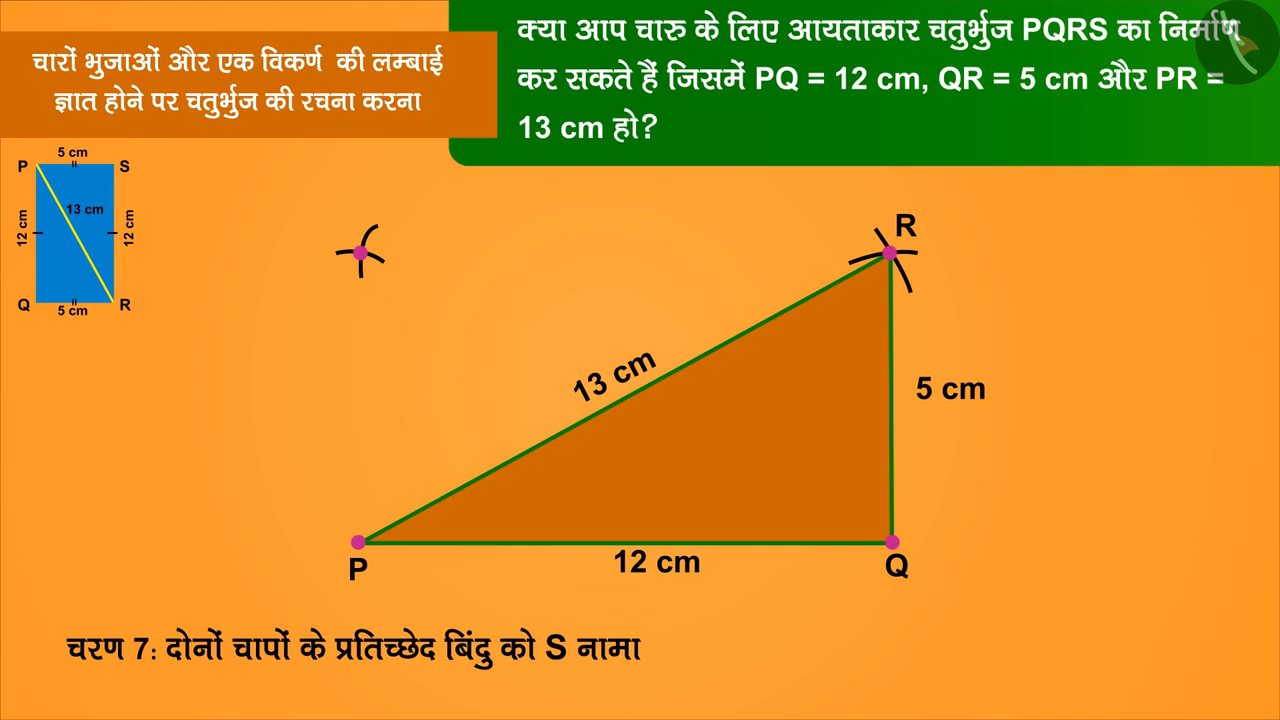 चारों भुजाओं और एक विकर्ण की लम्बाई
ज्ञात होने पर चतुर्भुज की रचना करना
क्या आप चारु के लिए आयताकार चतुर्भुज PQRS का निर्माण
कर सकते हैं जिसमें PQ = 12 cm, QR = 5 cm और PR =
13 cm हो?
5 cm
P
S
13 cm
12 cm
12 cm
Q
R
5 cm
R
13 cm
5 cm
12 cm
P
Q
चरण 7: दोनों चापों के प्रतिच्छेद बिंदु को S नामा